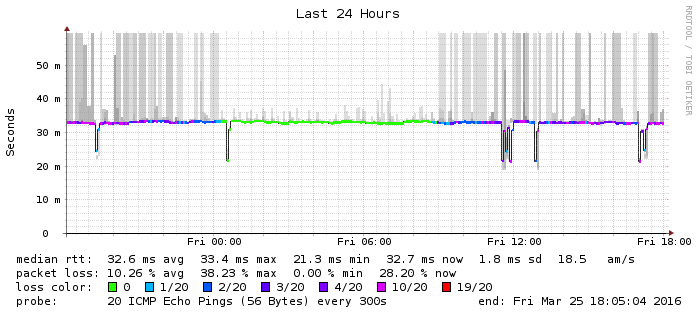 Last 24 Hours
RRDTOOL / TOBI OETIKER
Seconds
50 m
40 m
30 m
20 m
10 m
0
Fri 00:00 Fri 06:00 Fri 12:00 Fri 18:00
median rtt: 32.6 ms avg 33.4 ms max 21.3 ms min 32.7 ms now 1.8 ms sd 18.5 am/s
packet loss: 10.26 % avg 38.23 % max 0.00 % min 28.20 % now
loss color: 0 1/20 2/20 3/20 4/20 10/20 19/20
probe: 20 ICMP Echo Pings (56 Bytes) every 300s end: Fri Mar 25 18:05:04 2016